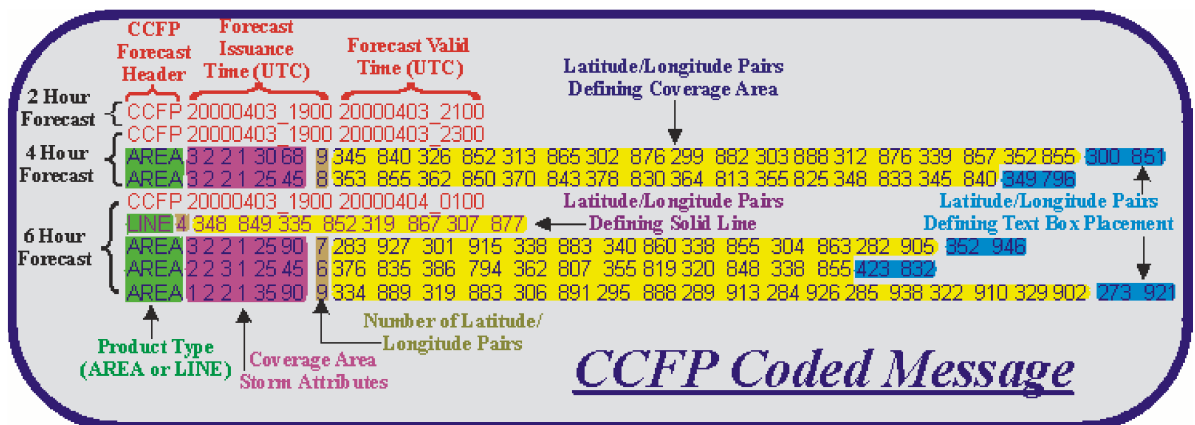 CCFP
Forecast
Header
Forecast
Issuance
Time (UTC)
Forecast Valid
Time (UTC)
Latitude/Longitude Pairs
Defining Coverage Area
2 Hour
Forecast
CCFP 20000403_1900 20000403_2100
4 Hour
Forecast
CCFP 20000403_1900 20000403_2300
AREA 3 2 2 1 30 68 9 345 840 326 852 313 865 302 876 299 882 303 888 312 876 339 857 352 855 300 851
AREA 3 2 2 1 25 45 8 353 855 362 850 370 843 378 830 364 813 355 825 348 833 345 840 349 796
6 Hour
Forecast
CCFP 20000403_1900 20000404_0100
LINE 4 348 849 335 852 319 867 307 877
Latitude/Longitude Pairs
Defining Solid Line
Latitude/Longitude Pairs
Defining Text Box Placement
AREA 3 2 2 1 25 90 7 283 927 301 915 338 883 340 860 338 855 304 863 282 905 352 946
AREA 2 2 3 1 25 45 6 376 835 386 794 362 807 355 819 320 848 338 855 423 832
AREA 1 2 2 1 35 90 9 334 889 319 883 306 891 295 888 289 913 284 926 285 938 322 910 329 902 273 921
Product Type
(AREA or LINE)
Coverage Area
Storm Attributes
Number of Latitude/
Longitude Pairs
CCFP Coded Message